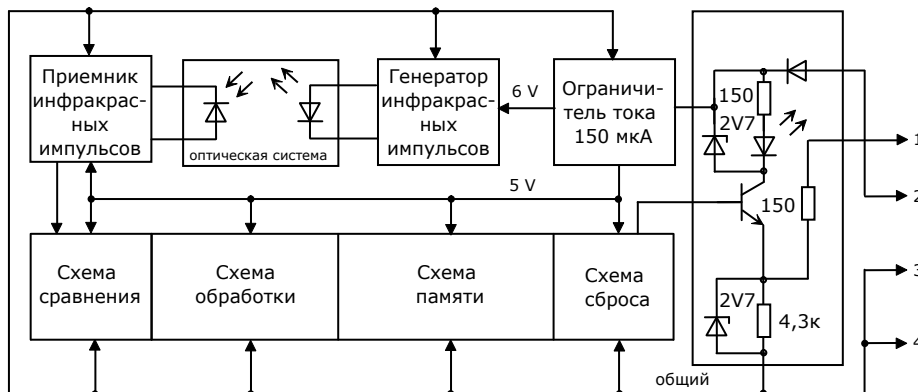 Приемник
инфракрас-
ных
импульсов
оптическая система
Генератор
инфракрас-
ных
импульсов
6 V
Ограничи-
тель тока
150 мкА
150
2V7
1
5 V
2
150
Схема
сравнения
Схема
обработки
Схема
памяти
Схема
сброса
3
2V7
4,3к
4
общий